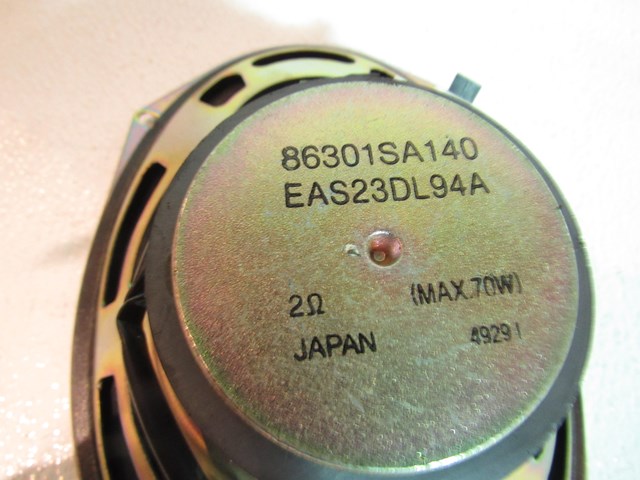 86301SA140
EAS23DL94A
2Ω (MAX.70W)
JAPAN 49291